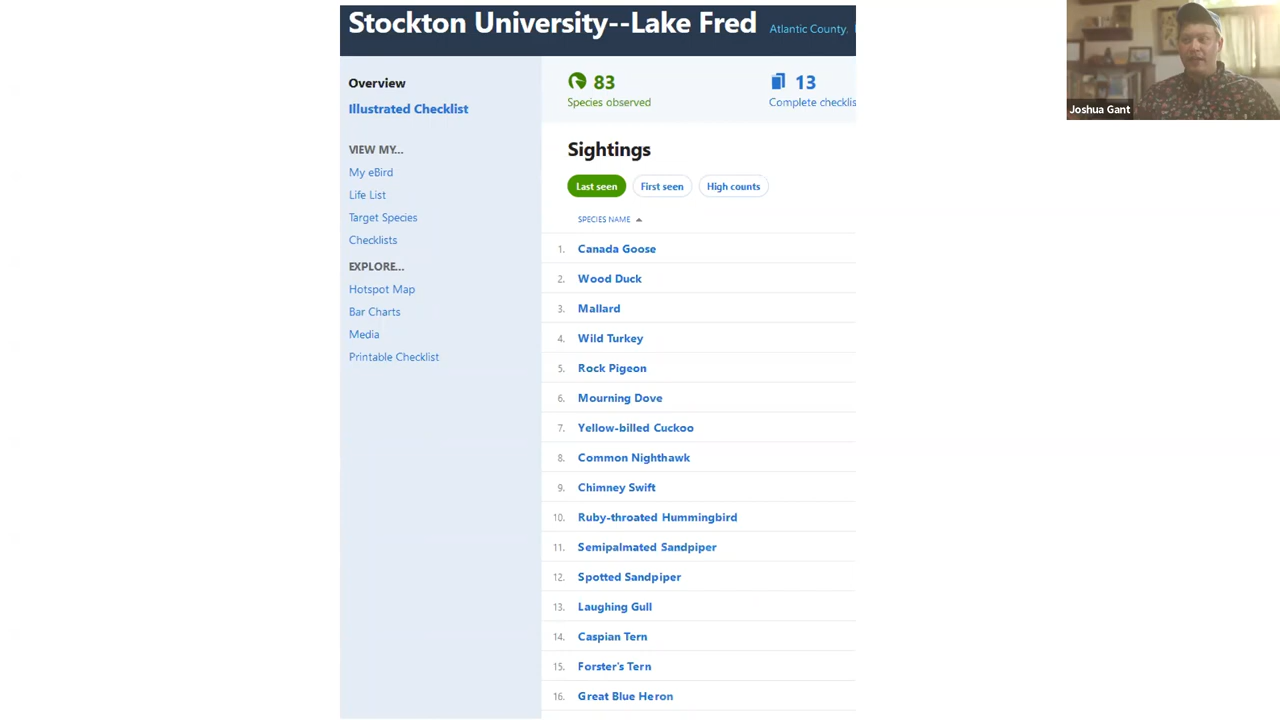 Stockton University--Lake Fred Atlantic County,
Overview
Illustrated Checklist
VIEW MY...
My eBird
Life List
Target Species
Checklists
EXPLORE...
Hotspot Map
Bar Charts
Media
Printable Checklist
83
Species observed
13
Complete checklis
Sightings
Last seen First seen High counts
SPECIES NAME
1. Canada Goose
2. Wood Duck
3. Mallard
4. Wild Turkey
5. Rock Pigeon
6. Mourning Dove
7. Yellow-billed Cuckoo
8. Common Nighthawk
9. Chimney Swift
10. Ruby-throated Hummingbird
11. Semipalmated Sandpiper
12. Spotted Sandpiper
13. Laughing Gull
14. Caspian Tern
15. Forster's Tern
16. Great Blue Heron
Joshua Gant